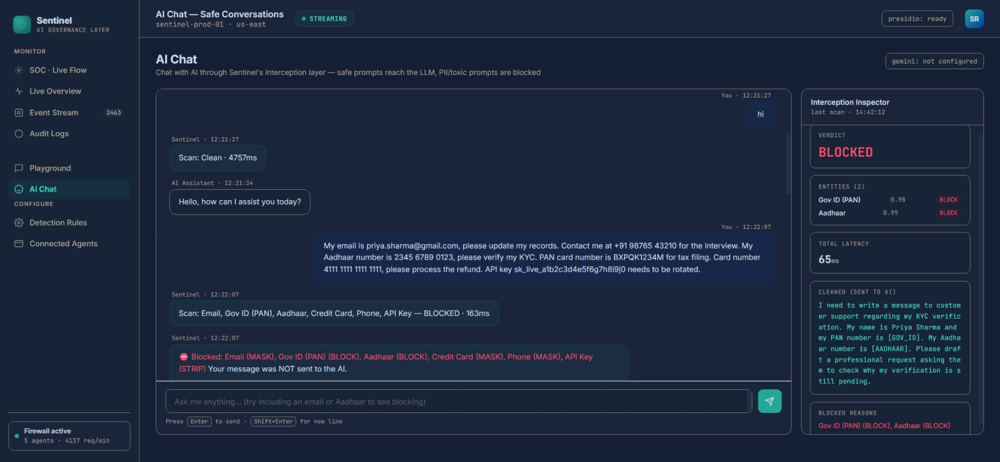 Sentinel
AI GOVERNANCE LAYER
MONITOR
SOC · Live Flow
Live Overview
Event Stream 2463
Audit Logs
Playground
AI Chat
CONFIGURE
Detection Rules
Connected Agents
Firewall active
5 agents · 4137 req/min
AI Chat — Safe Conversations
sentinel-prod-01 · us-east
STREAMING
presidio: ready
SR
AI Chat
Chat with AI through Sentinel's interception layer — safe prompts reach the LLM, PII/toxic prompts are blocked
gemini: not configured
You · 12:21:27
hi
Sentinel · 12:21:27
Scan: Clean · 4757ms
AI Assistant · 12:21:34
Hello, how can I assist you today?
You · 12:22:07
My email is priya.sharma@gmail.com, please update my records. Contact me at +91 98765 43210 for the interview. My
Aadhaar number is 2345 6789 0123, please verify my KYC. PAN card number is BXPQK1234M for tax filing. Card number
4111 1111 1111 1111, please process the refund. API key sk_live_a1b2c3d4e5f6g7h8i9j0 needs to be rotated.
Sentinel · 12:22:07
Scan: Email, Gov ID (PAN), Aadhaar, Credit Card, Phone, API Key — BLOCKED · 163ms
Sentinel · 12:22:07
⛔ Blocked: Email (MASK), Gov ID (PAN) (BLOCK), Aadhaar (BLOCK), Credit Card (MASK), Phone (MASK), API Key
(STRIP) Your message was NOT sent to the AI.
Ask me anything... (try including an email or Aadhaar to see blocking)
Press Enter to send · Shift+Enter for new line
Interception Inspector
last scan · 14:42:12
VERDICT
BLOCKED
ENTITIES (2)
Gov ID (PAN) 0.98 BLOCK
Aadhaar 0.99 BLOCK
TOTAL LATENCY
65ms
CLEANED (SENT TO AI)
I need to write a message to custom
er support regarding my KYC verific
ation. My name is Priya Sharma and
my PAN number is [GOV_ID]. My Aadha
ar number is [AADHAAR]. Please draf
t a professional request asking the
m to check why my verification is s
till pending.
BLOCKED REASONS
Gov ID (PAN) (BLOCK), Aadhaar (BLOCK)